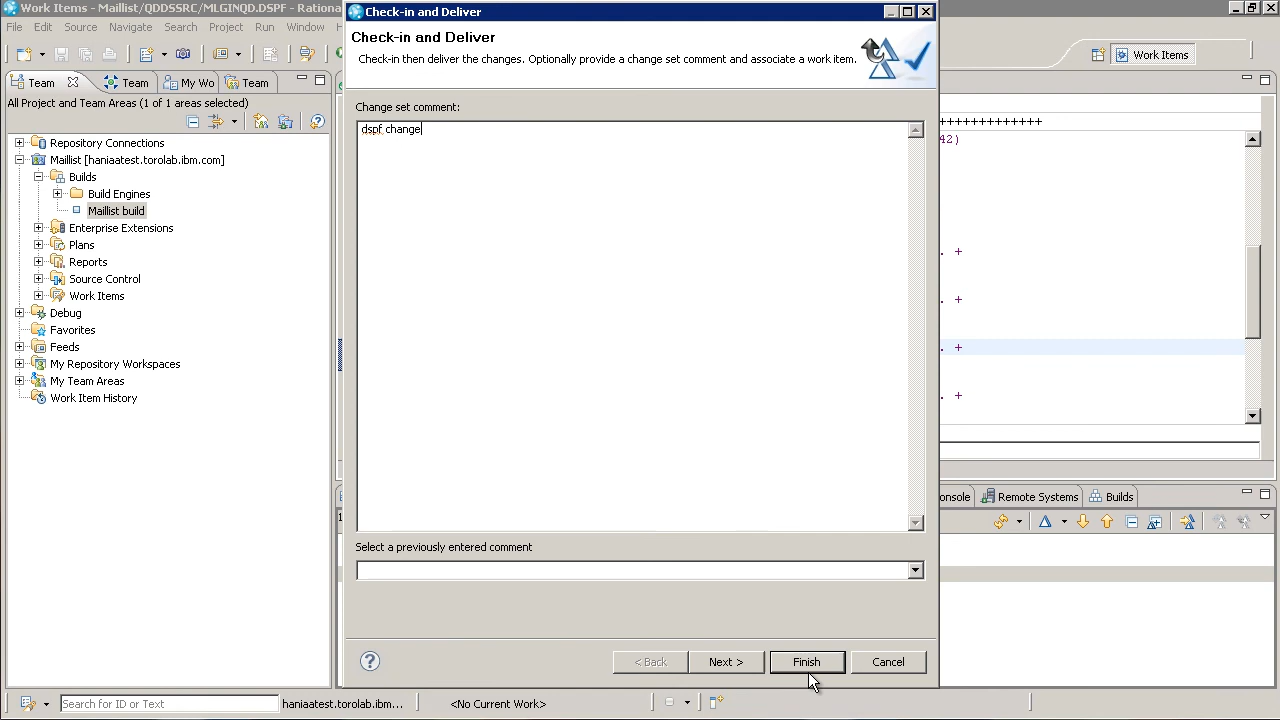 Work Items - Maillist/QDDSSRC/MLGINQD.DSPF - Rationa
File Edit Source Navigate Search Project Run Window
Work Items
Team Team Team
All Project and Team Areas (1 of 1 areas selected)
Repository Connections
Maillist [haniaatest.torolab.ibm.com]
Builds
Build Engines
Maillist build
Enterprise Extensions
Plans
Reports
Source Control
Work Items
Debug
Favorites
Feeds
My Repository Workspaces
My Team Areas
Work Item History
Check-in and Deliver
Check-in and Deliver
Check-in then deliver the changes. Optionally provide a change set comment and associate a work item.
Change set comment:
dspf change
Select a previously entered comment
< Back Next > Finish Cancel
+++++++++++++
42)
. +
. +
. +
. +
onsole Remote Systems Builds
Search for ID or Text haniaatest.torolab.ibm... <No Current Work>